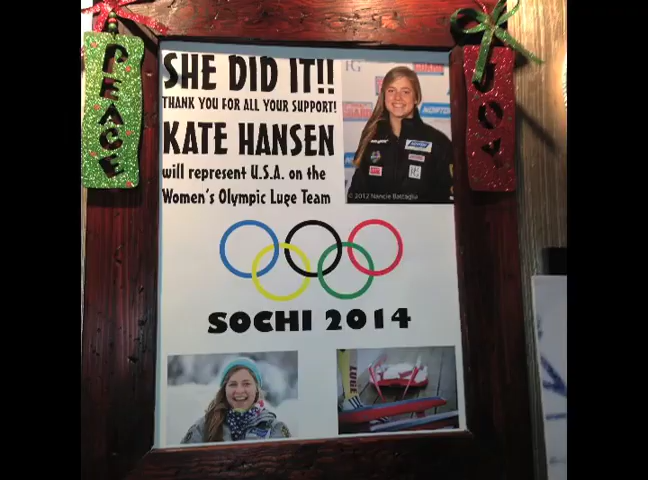 PEACE
JOY
SHE DID IT!!
THANK YOU FOR ALL YOUR SUPPORT!
KATE HANSEN
will represent U.S.A. on the
Women's Olympic Luge Team
© 2012 Nancie Battaglia
SOCHI 2014
LUGE